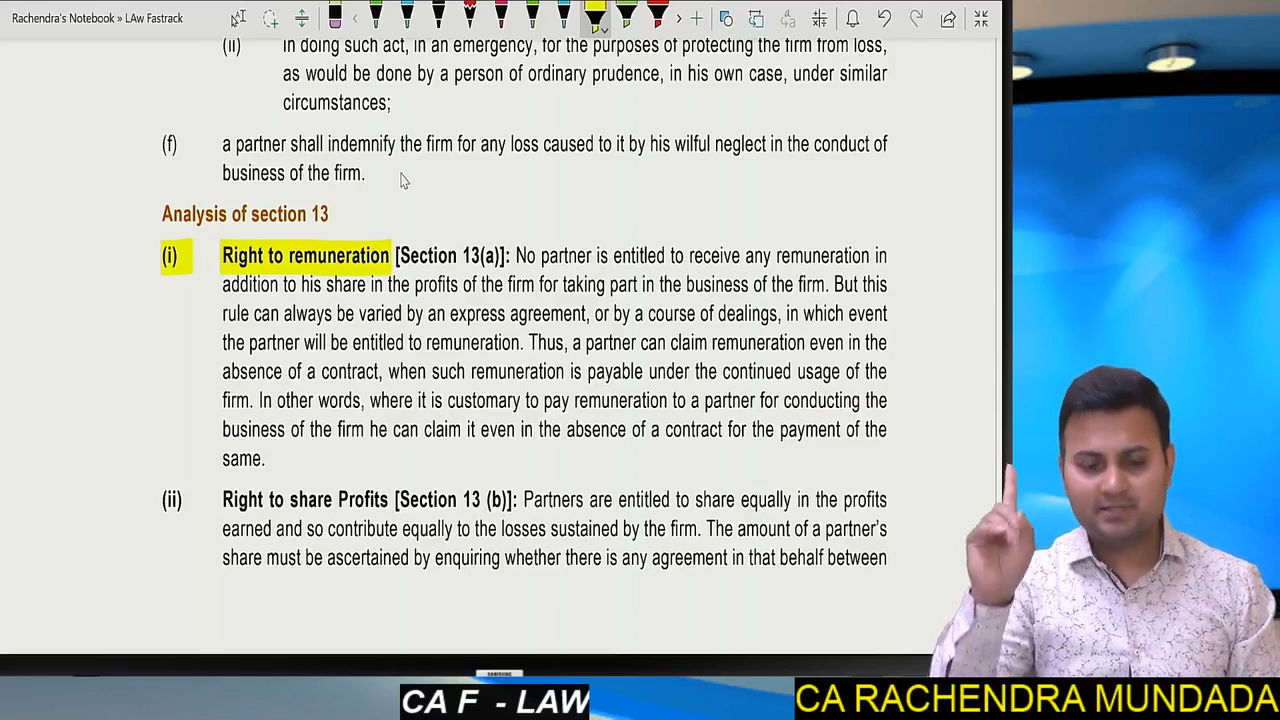 Rachendra's Notebook » LAw Fastrack
(ii) in doing such act, in an emergency, for the purposes of protecting the firm from loss,
as would be done by a person of ordinary prudence, in his own case, under similar
circumstances;
(f) a partner shall indemnify the firm for any loss caused to it by his wilful neglect in the conduct of
business of the firm.
Analysis of section 13
(i) Right to remuneration [Section 13(a)]: No partner is entitled to receive any remuneration in
addition to his share in the profits of the firm for taking part in the business of the firm. But this
rule can always be varied by an express agreement, or by a course of dealings, in which event
the partner will be entitled to remuneration. Thus, a partner can claim remuneration even in the
absence of a contract, when such remuneration is payable under the continued usage of the
firm. In other words, where it is customary to pay remuneration to a partner for conducting the
business of the firm he can claim it even in the absence of a contract for the payment of the
same.
(ii) Right to share Profits [Section 13 (b)]: Partners are entitled to share equally in the profits
earned and so contribute equally to the losses sustained by the firm. The amount of a partner's
share must be ascertained by enquiring whether there is any agreement in that behalf between
SAMSUNG
CA F - LAW
CA RACHENDRA MUNDADA